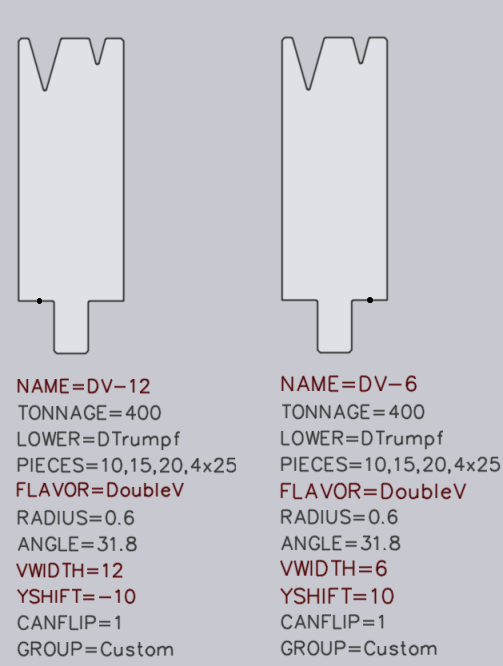 NAME=DV-12
TONNAGE=400
LOWER=DTrumpf
PIECES=10,15,20,4x25
FLAVOR=DoubleV
RADIUS=0.6
ANGLE=31.8
VWIDTH=12
YSHIFT=-10
CANFLIP=1
GROUP=Custom
NAME=DV-6
TONNAGE=400
LOWER=DTrumpf
PIECES=10,15,20,4x25
FLAVOR=DoubleV
RADIUS=0.6
ANGLE=31.8
VWIDTH=6
YSHIFT=10
CANFLIP=1
GROUP=Custom